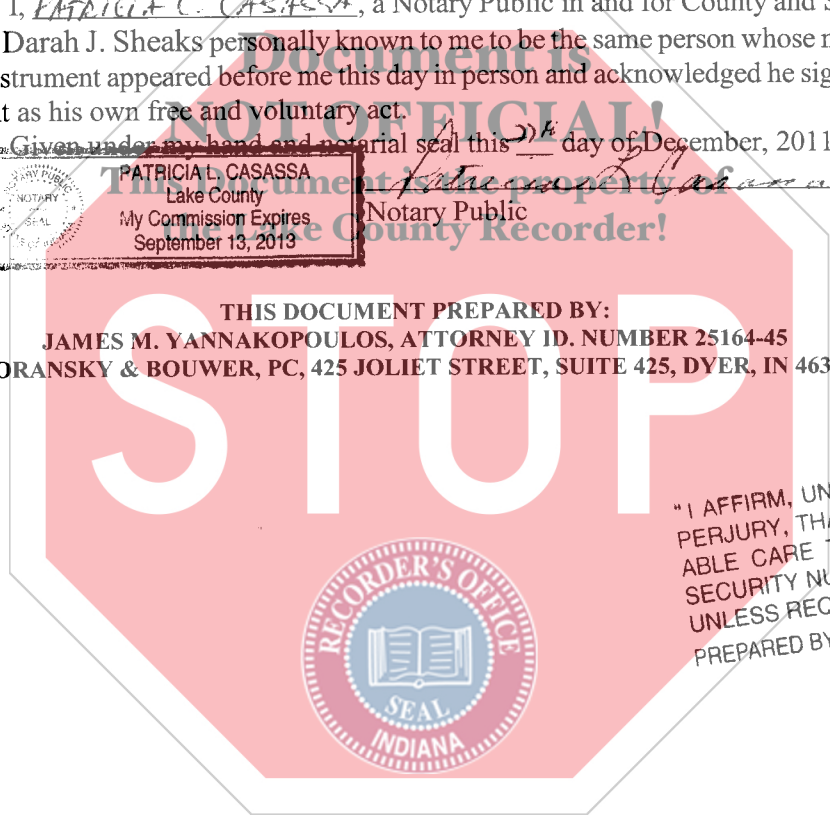 I, PATRICIA L. CASASSA, a Notary Public in and for County and S
Darah J. Sheaks personally known to me to be the same person whose n
strument appeared before me this day in person and acknowledged he sig
t as his own free and voluntary act.
Given under my hand and notarial seal this day of December, 2011
Document is
NOT OFFICIAL!
This Document is the property of
the Lake County Recorder!
PATRICIA L. CASASSA
Lake County
My Commission Expires
September 13, 2013
NOTARY PUBLIC
NOTARY
SEAL
Notary Public
THIS DOCUMENT PREPARED BY:
JAMES M. YANNAKOPOULOS, ATTORNEY ID. NUMBER 25164-45
ORANSKY & BOUWER, PC, 425 JOLIET STREET, SUITE 425, DYER, IN 463
STOP
"I AFFIRM, UN
PERJURY, THA
ABLE CARE T
SECURITY NU
UNLESS REQ
PREPARED BY
RECORDER'S OFFICE
SEAL
INDIANA